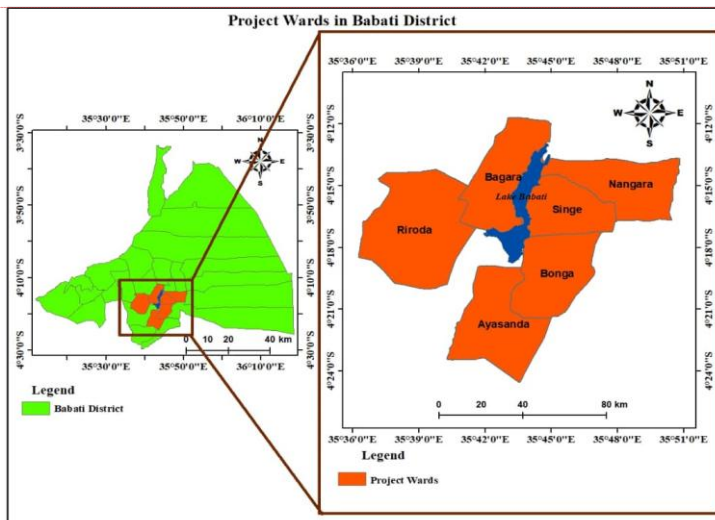 Project Wards in Babati District
35°30'0"E 35°50'0"E 36°10'0"E
3°30'0"S
3°50'0"S
4°10'0"S
4°30'0"S
3°30'0"S
3°50'0"S
4°10'0"S
4°30'0"S
N
W E
S
0 10 20 40 km
35°30'0"E 35°50'0"E 36°10'0"E
Legend
Babati District
35°36'0"E 35°39'0"E 35°42'0"E 35°45'0"E 35°48'0"E 35°51'0"E
4°12'0"S
4°15'0"S
4°18'0"S
4°21'0"S
4°24'0"S
4°12'0"S
4°15'0"S
4°18'0"S
4°21'0"S
4°24'0"S
N
W E
S
Bagara
Nangara
Lake Babati
Singe
Riroda
Bonga
Ayasanda
0 20 40 80 km
35°36'0"E 35°39'0"E 35°42'0"E 35°45'0"E 35°48'0"E 35°51'0"E
Legend
Project Wards